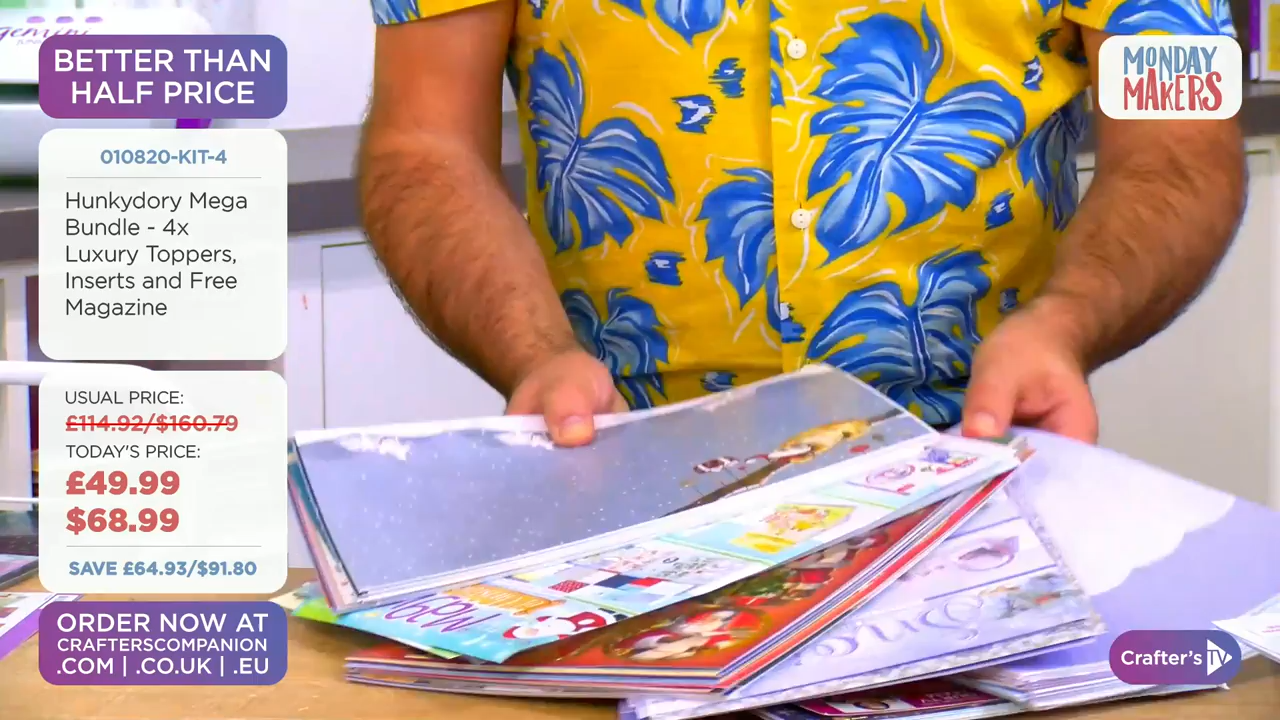 gemini
BETTER THAN
HALF PRICE
010820-KIT-4
Hunkydory Mega
Bundle - 4x
Luxury Toppers,
Inserts and Free
Magazine
USUAL PRICE:
£114.92/$160.79
TODAY'S PRICE:
£49.99
$68.99
SAVE £64.93/$91.80
ORDER NOW AT
CRAFTERSCOMPANION
.COM | .CO.UK | .EU
MONDAY
MAKERS
Crafter's TV